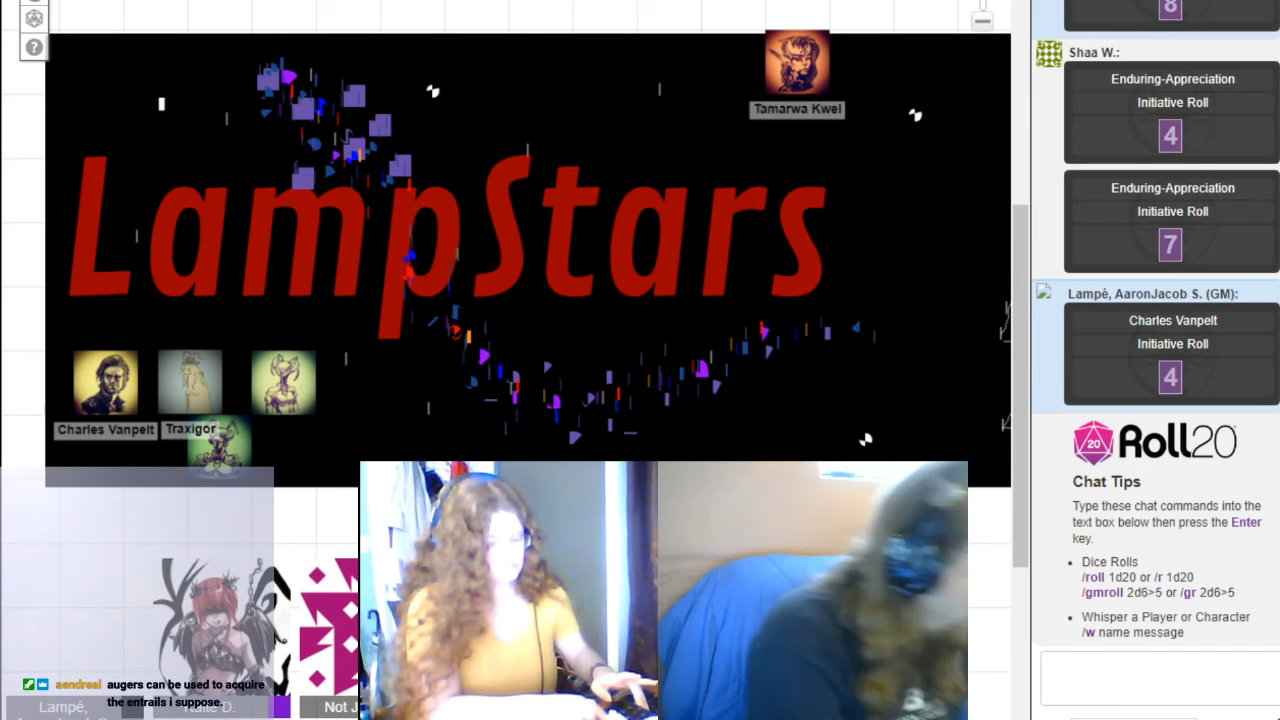 8
Shaa W.:
Enduring-Appreciation
Initiative Roll
4
Enduring-Appreciation
Initiative Roll
7
Lampé, AaronJacob S. (GM):
Charles Vanpelt
Initiative Roll
4
20
Roll20
Chat Tips
Type these chat commands into the
text box below then press the Enter
key.
• Dice Rolls
/roll 1d20 or /r 1d20
/gmroll 2d6>5 or /gr 2d6>5
• Whisper a Player or Character
/w name message
?
Tamarwa Kwel
LampStars
Charles Vanpelt
Traxigor
aendreal augers can be used to acquire
the entrails i suppose.
Lampé,
D.
Not J